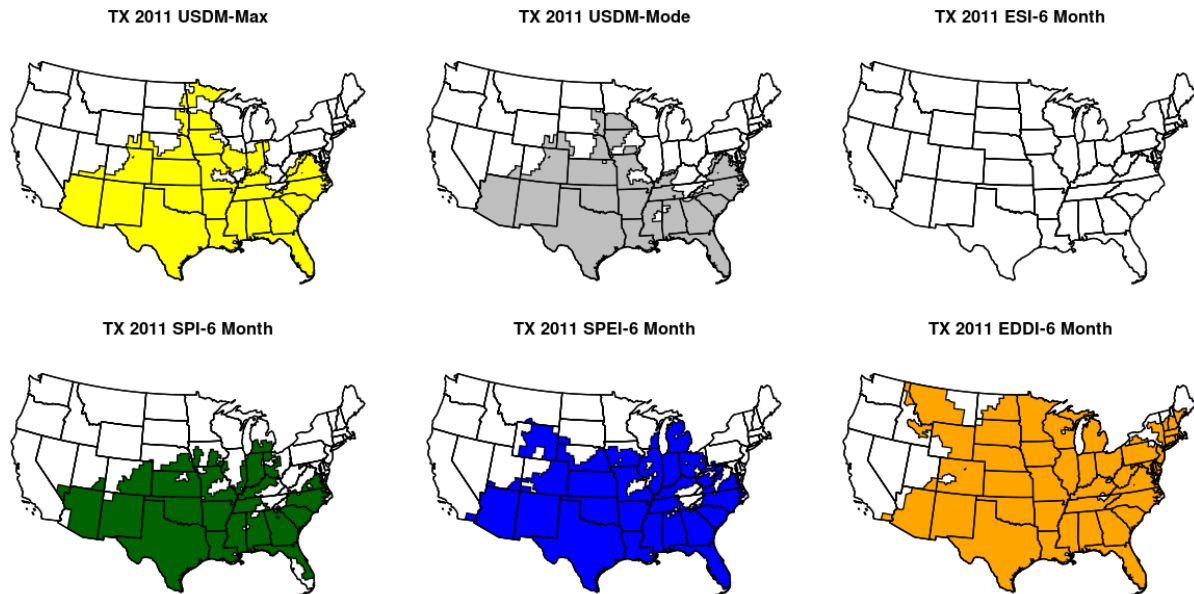 TX 2011 USDM-Max
TX 2011 USDM-Mode
TX 2011 ESI-6 Month
TX 2011 SPI-6 Month
TX 2011 SPEI-6 Month
TX 2011 EDDI-6 Month